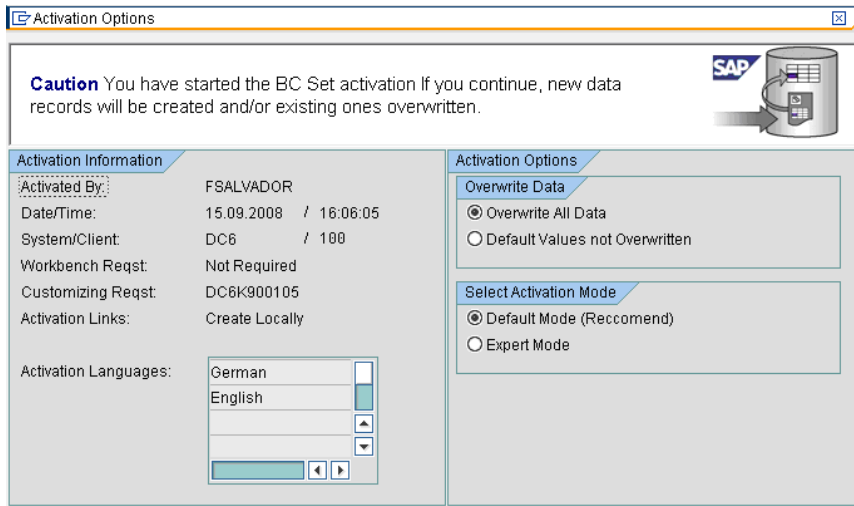 Activation Options
Caution You have started the BC Set activation If you continue, new data
records will be created and/or existing ones overwritten.
SAP
Activation Information
Activated By: FSALVADOR
Date/Time: 15.09.2008 / 16:06:05
System/Client: DC6 / 100
Workbench Reqst: Not Required
Customizing Reqst: DC6K900105
Activation Links: Create Locally
Activation Languages: German
English
Activation Options
Overwrite Data
Overwrite All Data
Default Values not Overwritten
Select Activation Mode
Default Mode (Reccomend)
Expert Mode